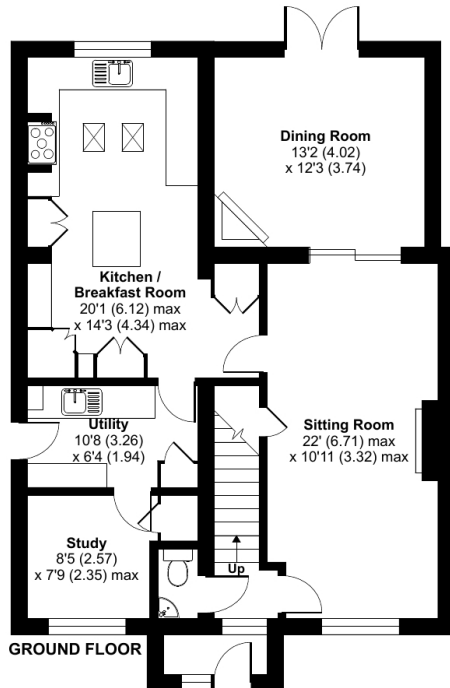 Dining Room
13'2 (4.02)
x 12'3 (3.74)
Kitchen /
Breakfast Room
20'1 (6.12) max
x 14'3 (4.34) max
Utility
10'8 (3.26)
x 6'4 (1.94)
Sitting Room
22' (6.71) max
x 10'11 (3.32) max
Study
8'5 (2.57)
x 7'9 (2.35) max
Up
GROUND FLOOR